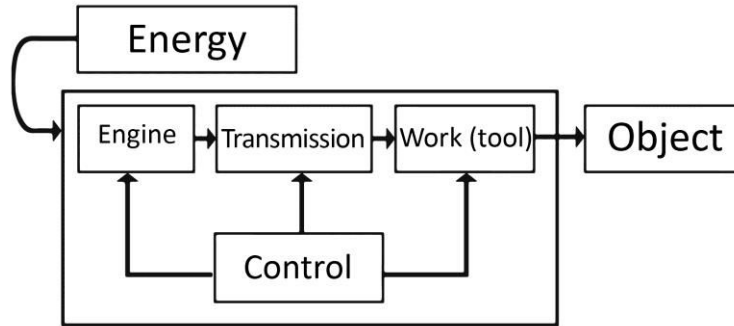 Energy
Engine
Transmission
Work (tool)
Object
Control